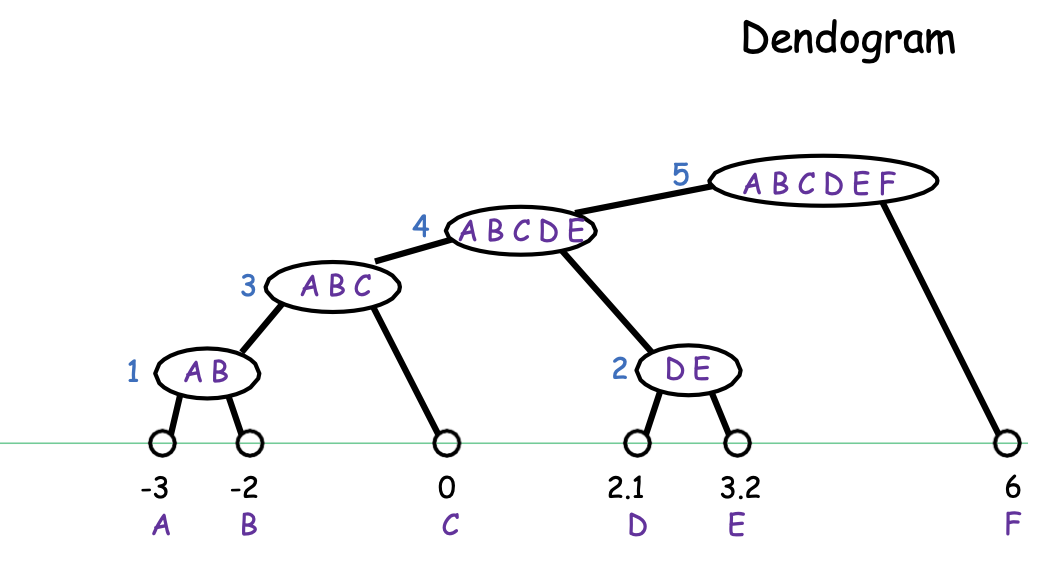 Dendogram
5
A B C D E F
4
A B C D E
3
A B C
1
A B
2
D E
-3 -2 0 2.1 3.2 6
A B C D E F